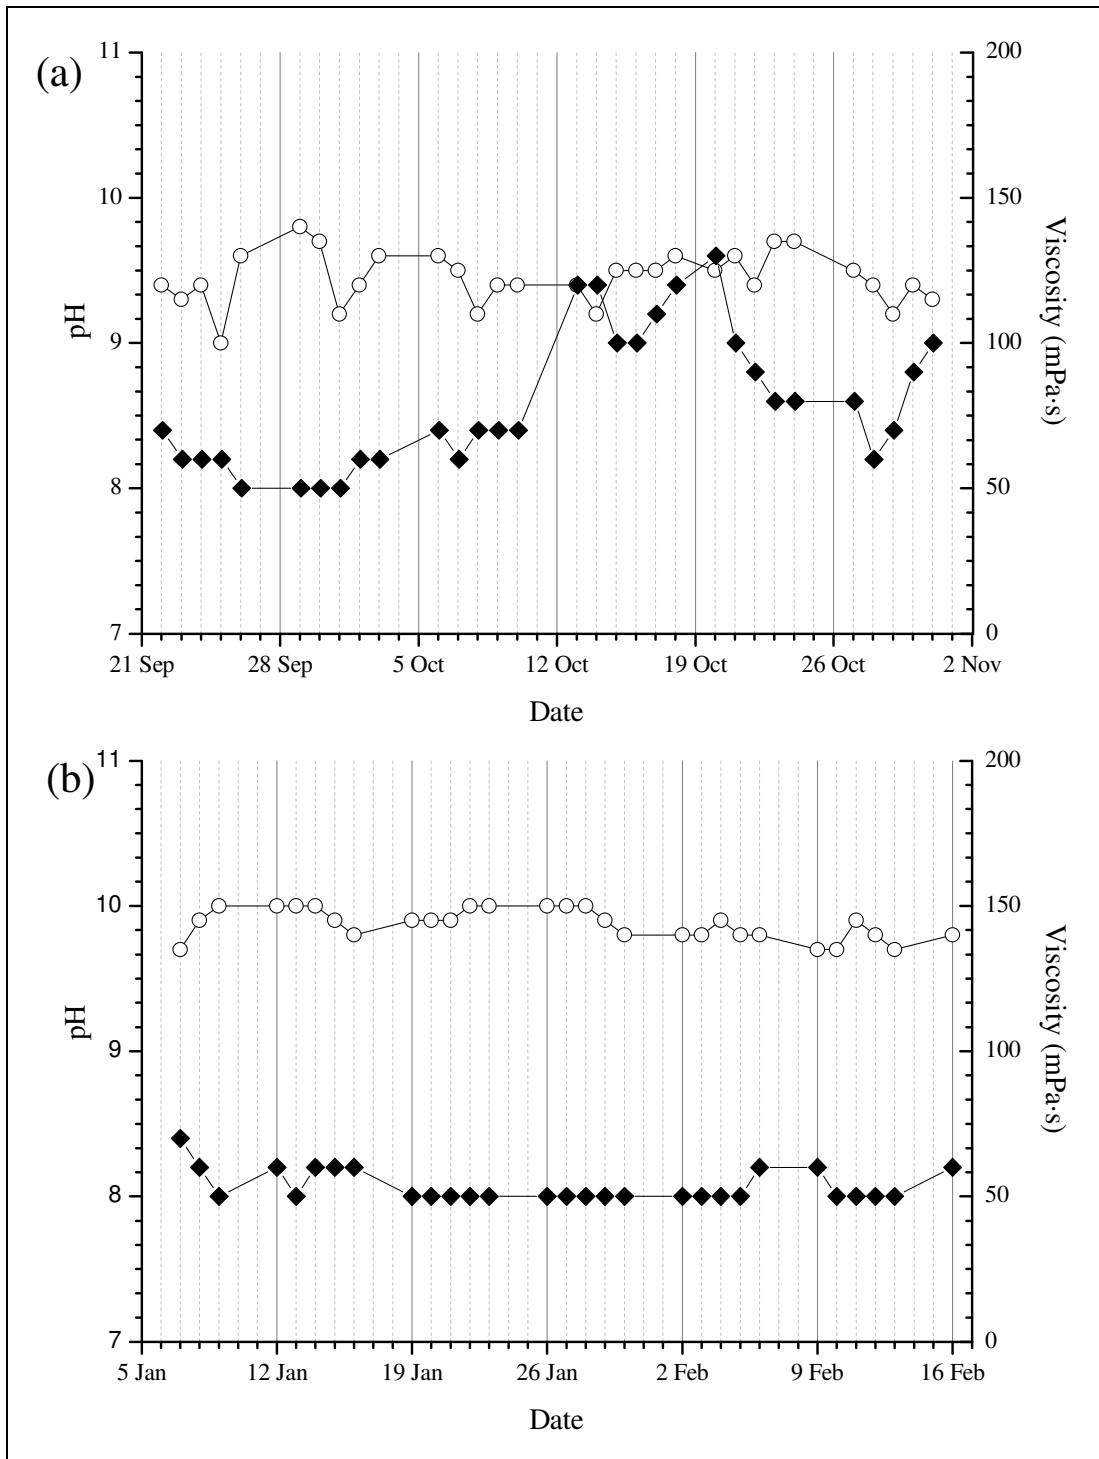 (a)
11
10
9
8
7
pH
200
150
100
50
0
Viscosity (mPa·s)
21 Sep 28 Sep 5 Oct 12 Oct 19 Oct 26 Oct 2 Nov
Date
(b)
11
10
9
8
7
pH
200
150
100
50
0
Viscosity (mPa·s)
5 Jan 12 Jan 19 Jan 26 Jan 2 Feb 9 Feb 16 Feb
Date